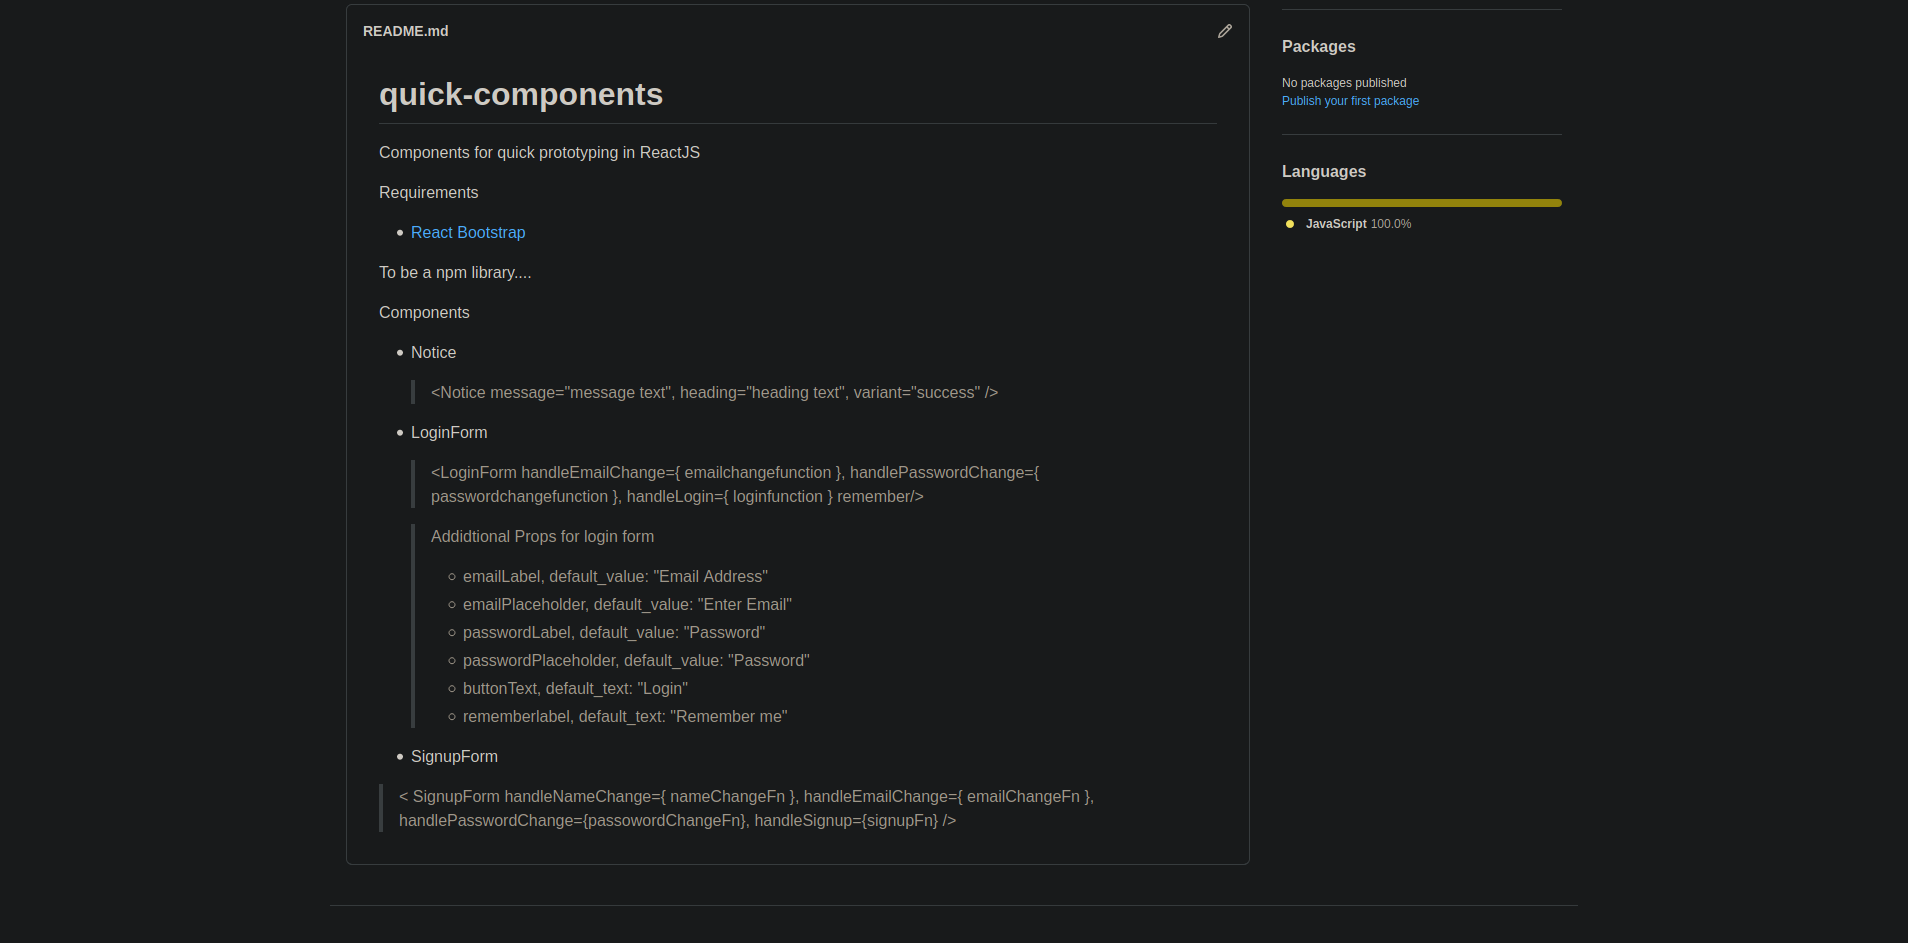 README.md
quick-components
Components for quick prototyping in ReactJS
Requirements
React Bootstrap
To be a npm library....
Components
Notice
<Notice message="message text", heading="heading text", variant="success" />
LoginForm
<LoginForm handleEmailChange={ emailchangefunction }, handlePasswordChange={
passwordchangefunction }, handleLogin={ loginfunction } remember/>
Addidtional Props for login form
emailLabel, default_value: "Email Address"
emailPlaceholder, default_value: "Enter Email"
passwordLabel, default_value: "Password"
passwordPlaceholder, default_value: "Password"
buttonText, default_text: "Login"
rememberlabel, default_text: "Remember me"
SignupForm
< SignupForm handleNameChange={ nameChangeFn }, handleEmailChange={ emailChangeFn },
handlePasswordChange={passowordChangeFn}, handleSignup={signupFn} />
Packages
No packages published
Publish your first package
Languages
JavaScript 100.0%